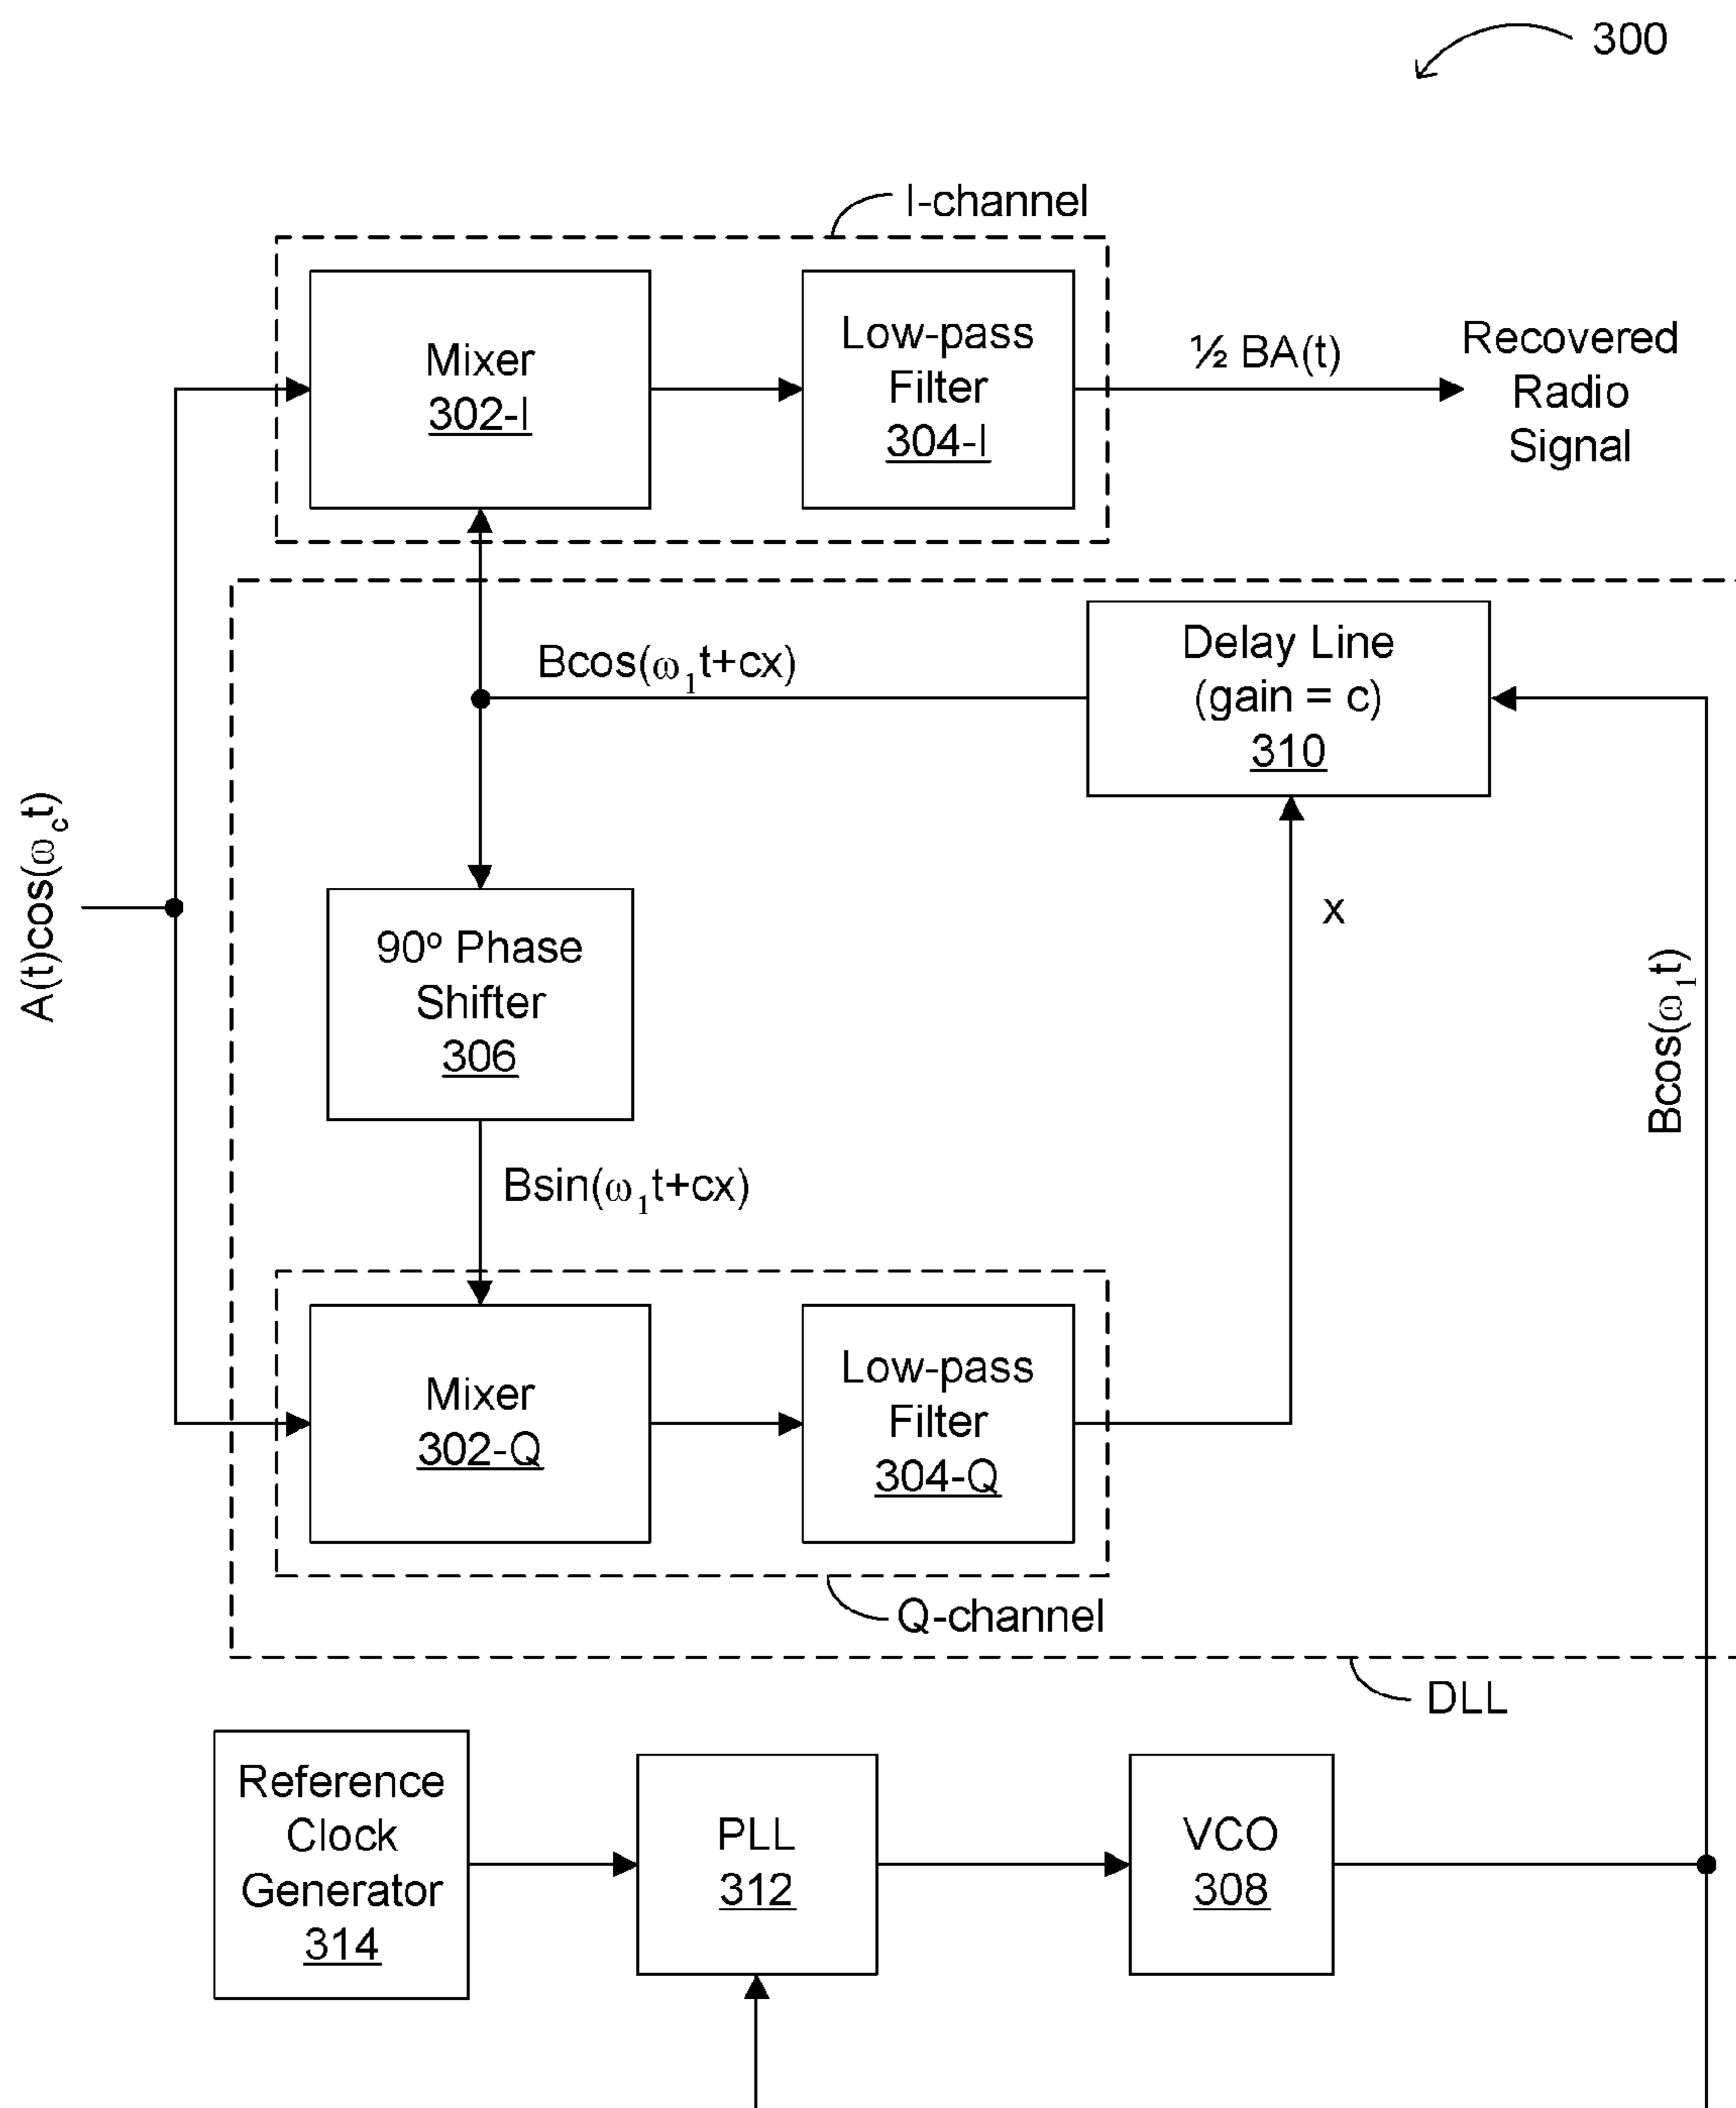 300
I-channel
Mixer
302-I
Low-pass
Filter
304-I
½ BA(t)
Recovered
Radio
Signal
Bcos(ω₁t+cx)
Delay Line
(gain = c)
310
A(t)cos(ω_ct)
90º Phase
Shifter
306
x
Bcos(ω₁t)
Bsin(ω₁t+cx)
Mixer
302-Q
Low-pass
Filter
304-Q
Q-channel
DLL
Reference
Clock
Generator
314
PLL
312
VCO
308